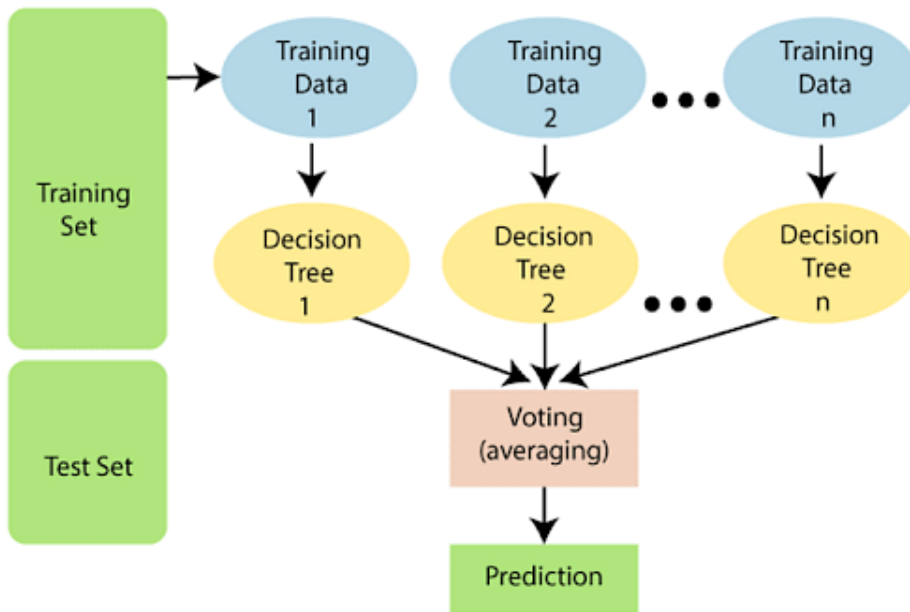 Training
Set
Test Set
Training
Data
1
Training
Data
2
Training
Data
n
Decision
Tree
1
Decision
Tree
2
Decision
Tree
n
Voting
(averaging)
Prediction